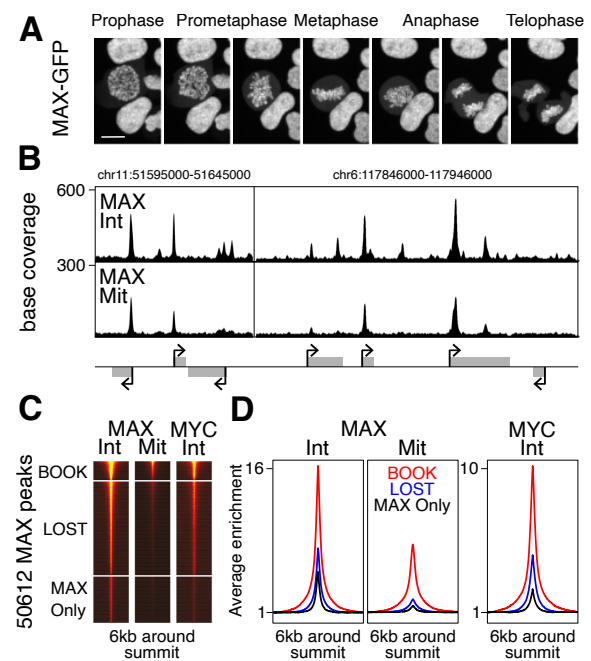 A
Prophase Prometaphase Metaphase Anaphase Telophase
MAX-GFP
B
chr11:51595000-51645000 chr6:117846000-117946000
base coverage
600
MAX
Int
300
MAX
Mit
C
MAX MYC
Int Mit Int
50612 MAX peaks
BOOK
LOST
MAX
Only
6kb around
summit
D
MAX MYC
Int Mit Int
Average enrichment
16
1
BOOK
LOST
MAX Only
10
1
6kb around 6kb around 6kb around
summit summit summit